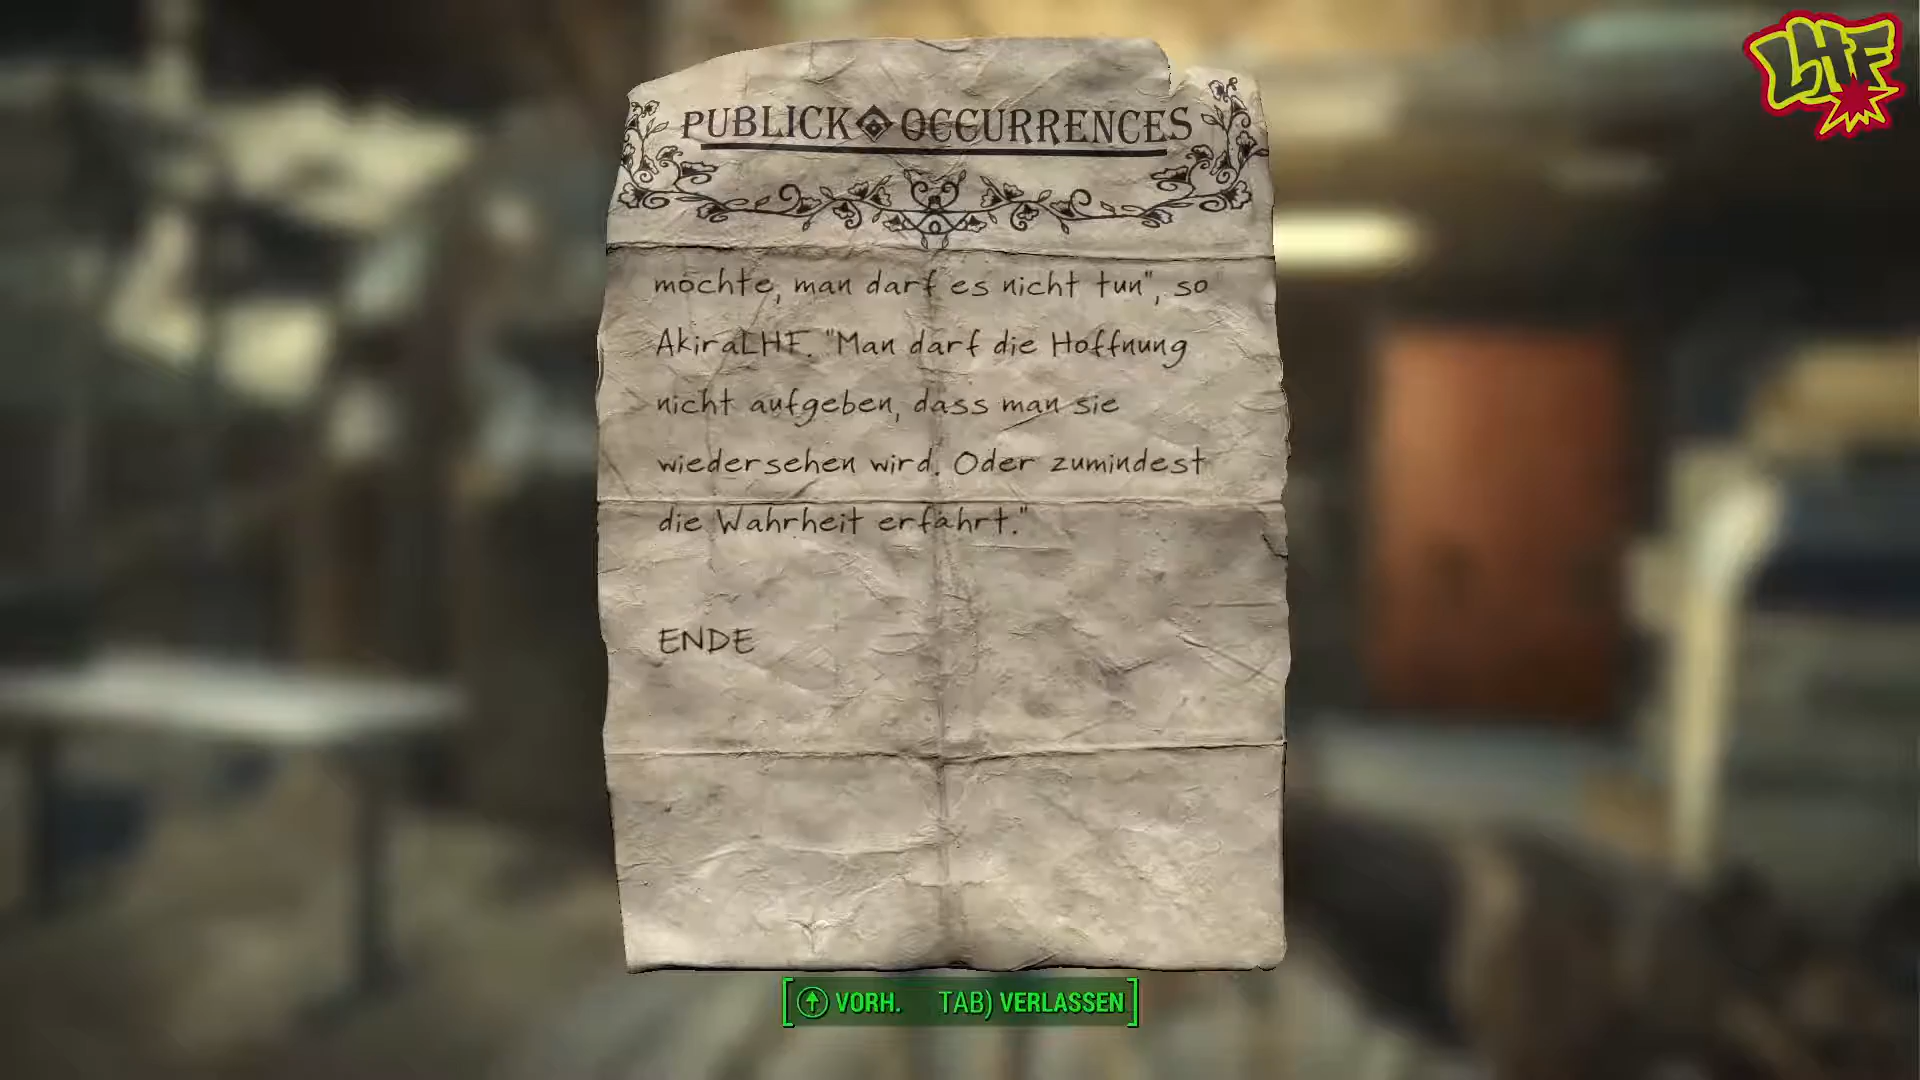 LHF
PUBLICK OCCURRENCES
möchte, man darf es nicht tun", so
AkiraLHF. "Man darf die Hoffnung
nicht aufgeben, dass man sie
wiedersehen wird. Oder zumindest
die Wahrheit erfährt."
ENDE
[ VORH. TAB) VERLASSEN ]